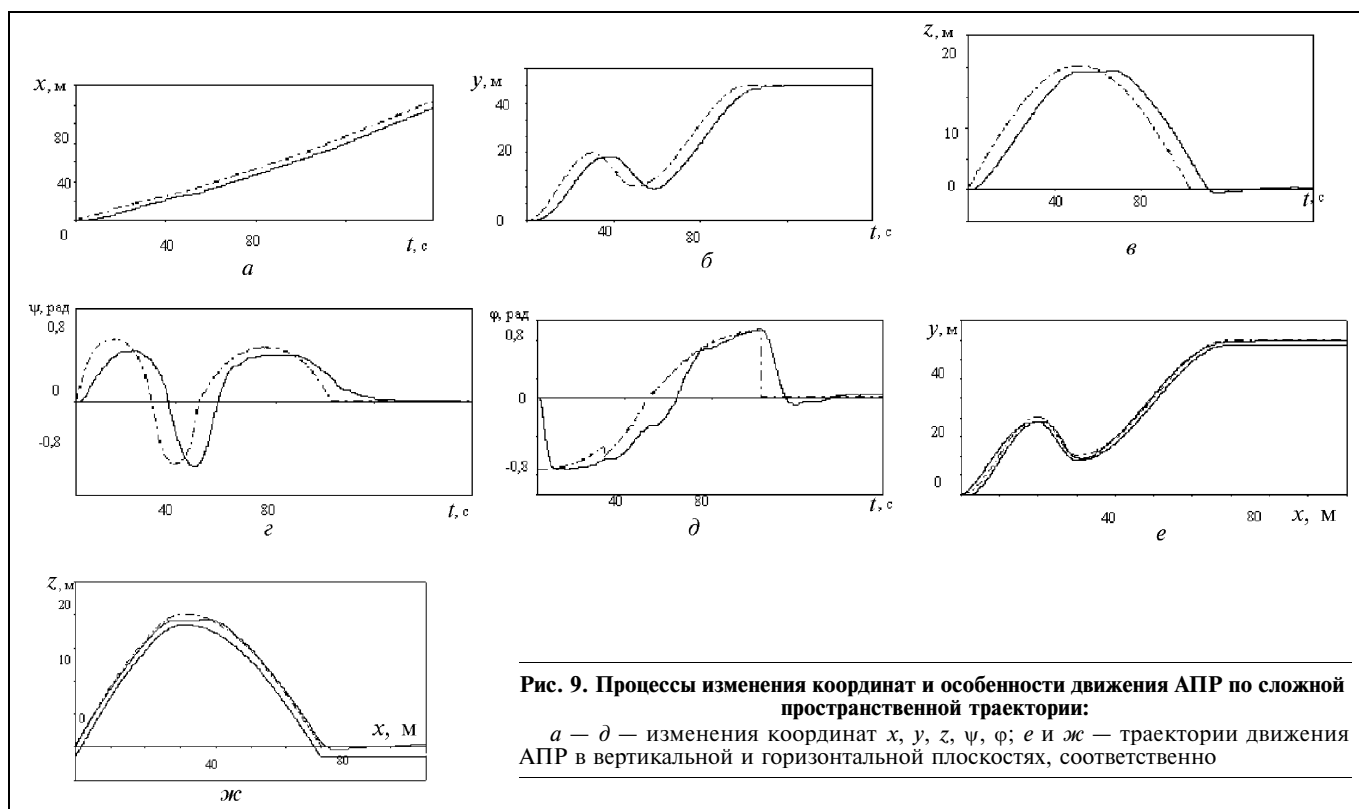 x, м
80
40
0
40
80
t, с
а
y, м
40
20
0
40
80
t, с
б
z, м
20
10
0
40
80
t, с
в
ψ, рад
0,8
0
-0,8
40
80
t, с
г
φ, рад
0,8
0
-0,8
40
80
t, с
д
y, м
40
20
0
40
80
x, м
е
z, м
20
10
0
40
80
x, м
ж
Рис. 9. Процессы изменения координат и особенности движения АПР по сложной
пространственной траектории:
а — д — изменения координат x, y, z, ψ, φ; е и ж — траектории движения
АПР в вертикальной и горизонтальной плоскостях, соответственно